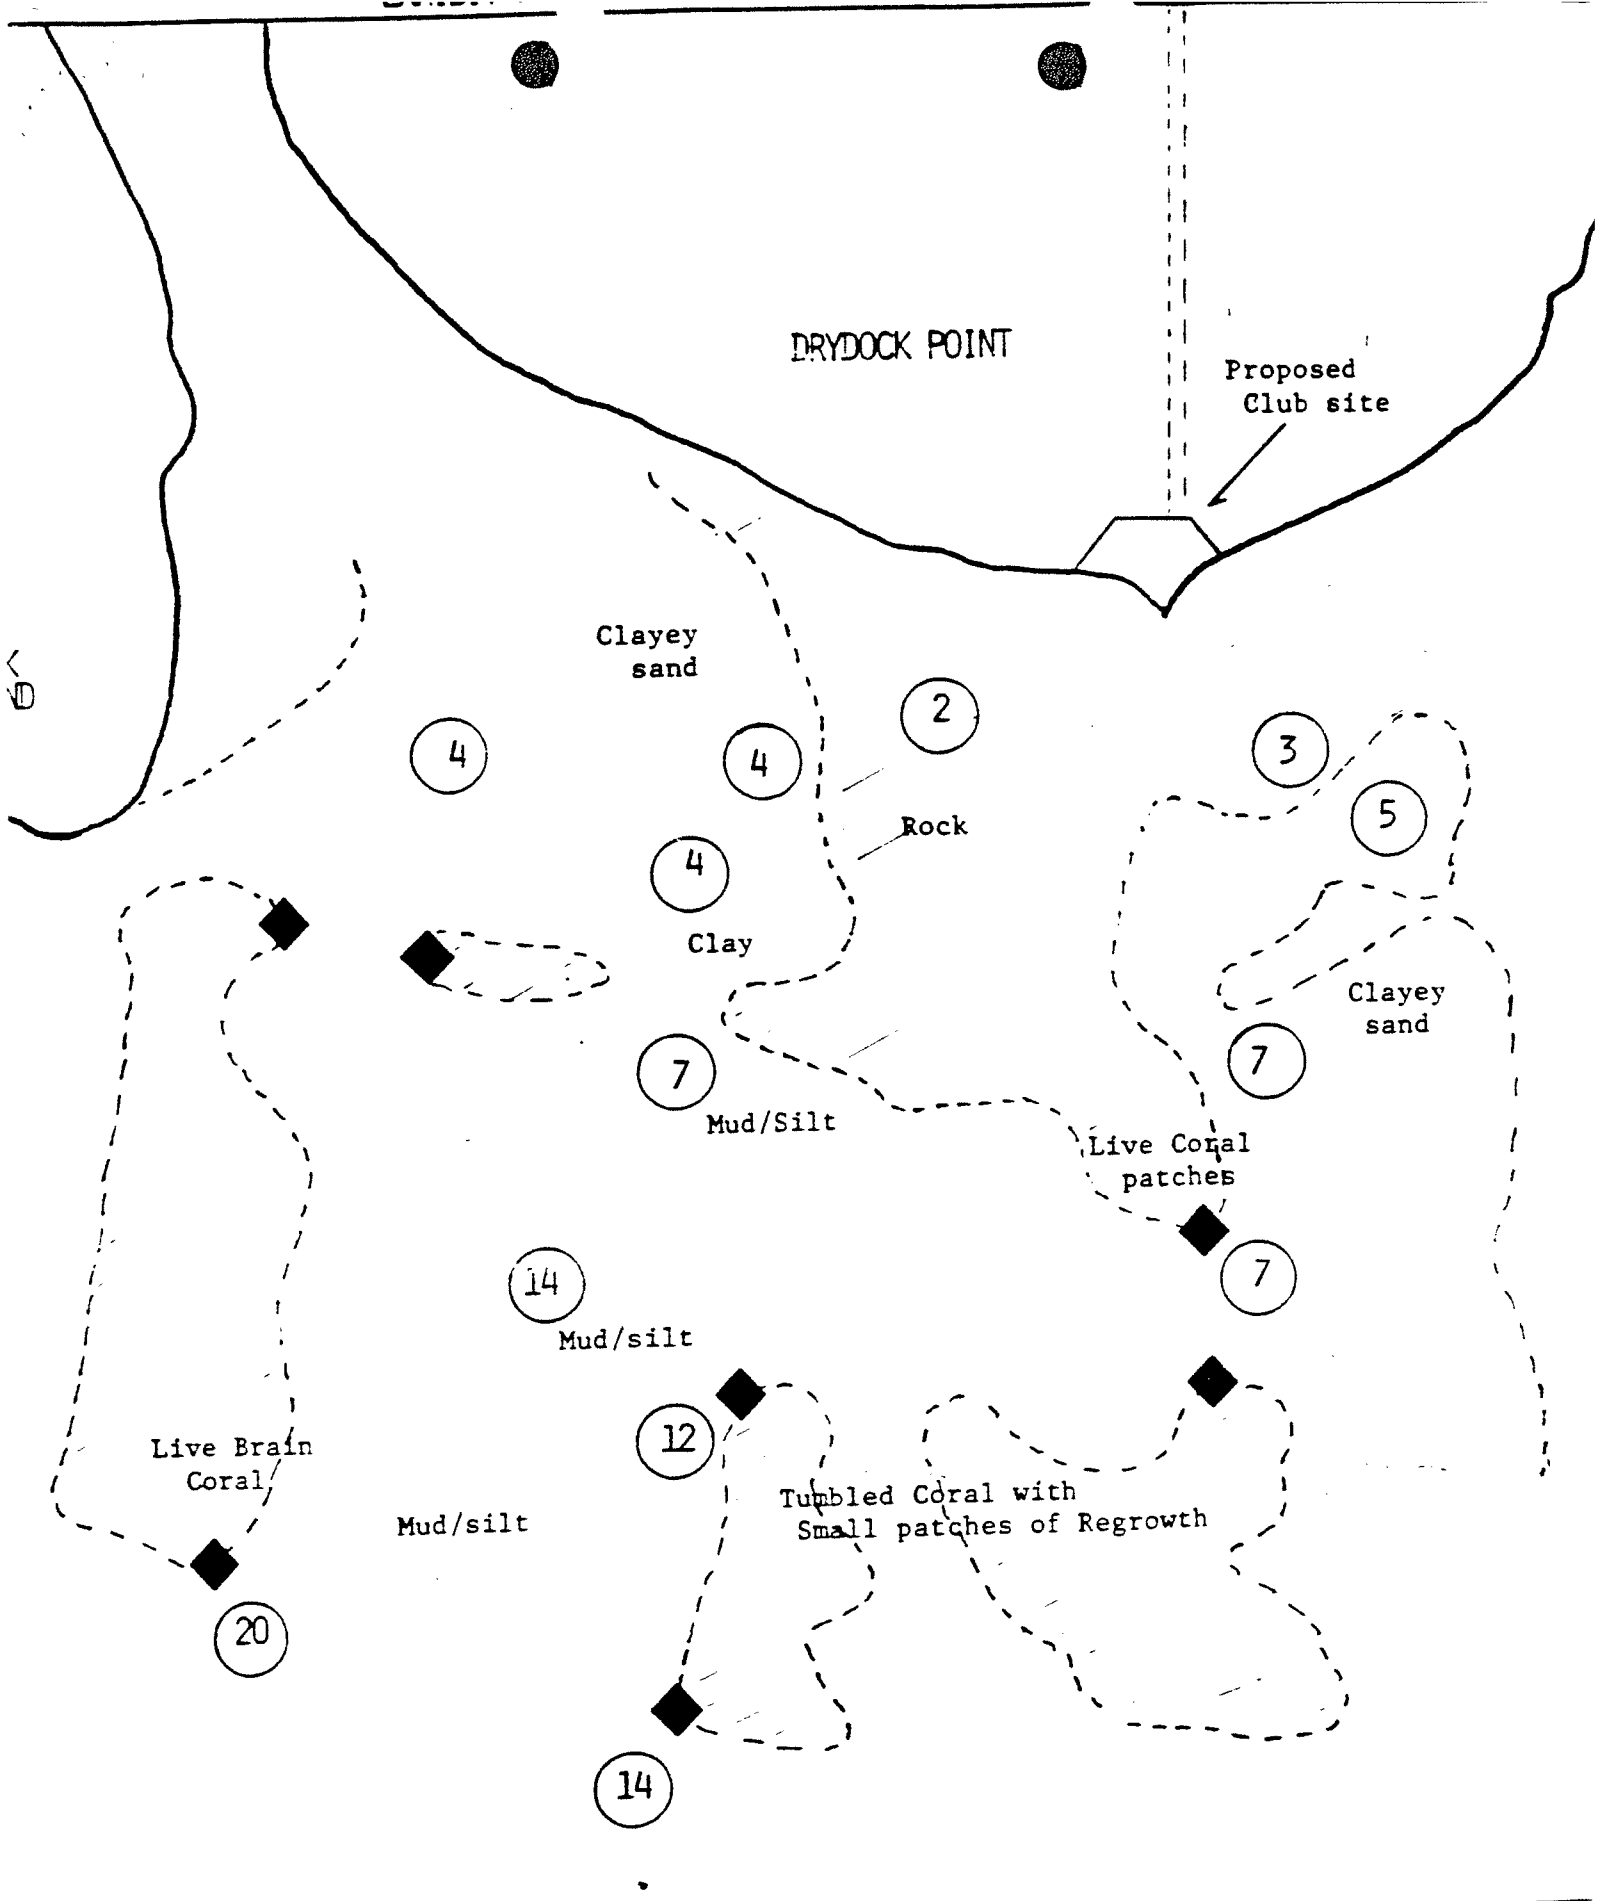 DRYDOCK POINT
Proposed
Club site
Clayey
sand
2
4
4
3
5
Rock
4
Clay
Clayey
sand
7
7
Mud/Silt
Live Coral
patches
7
14
Mud/silt
12
Live Brain
Coral
Tumbled Coral with
Small patches of Regrowth
Mud/silt
20
14